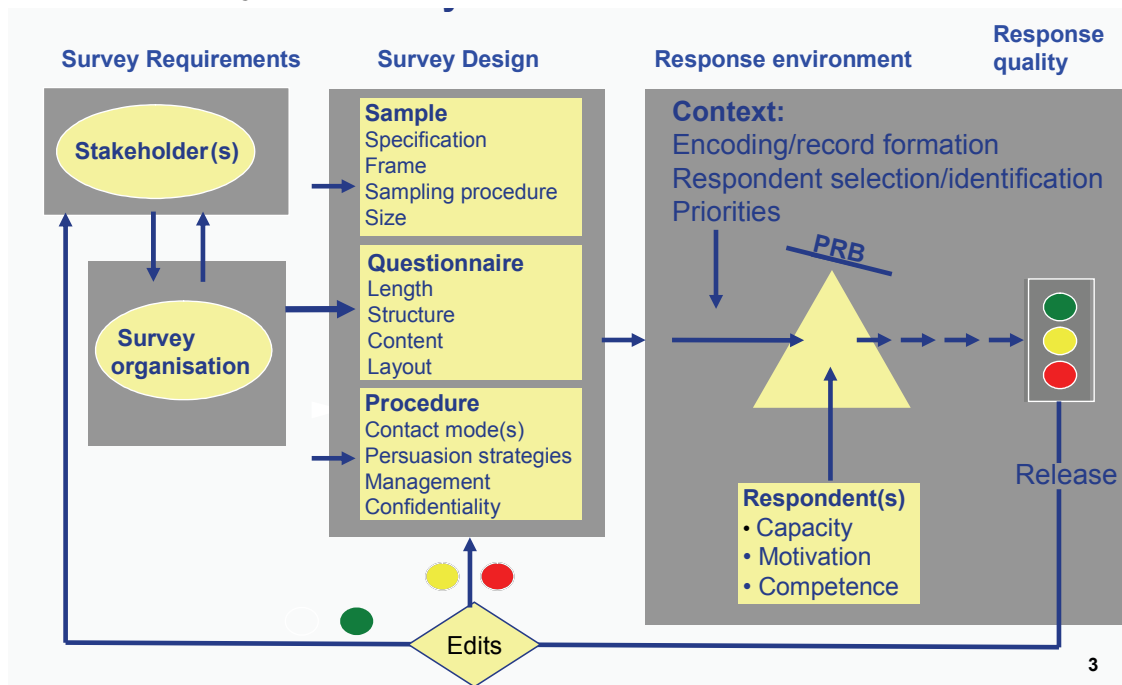 Survey Requirements
Survey Design
Response environment
Response
quality
Stakeholder(s)
Survey
organisation
Sample
Specification
Frame
Sampling procedure
Size
Questionnaire
Length
Structure
Content
Layout
Procedure
Contact mode(s)
Persuasion strategies
Management
Confidentiality
Context:
Encoding/record formation
Respondent selection/identification
Priorities
PRB
Respondent(s)
• Capacity
• Motivation
• Competence
Release
Edits
3